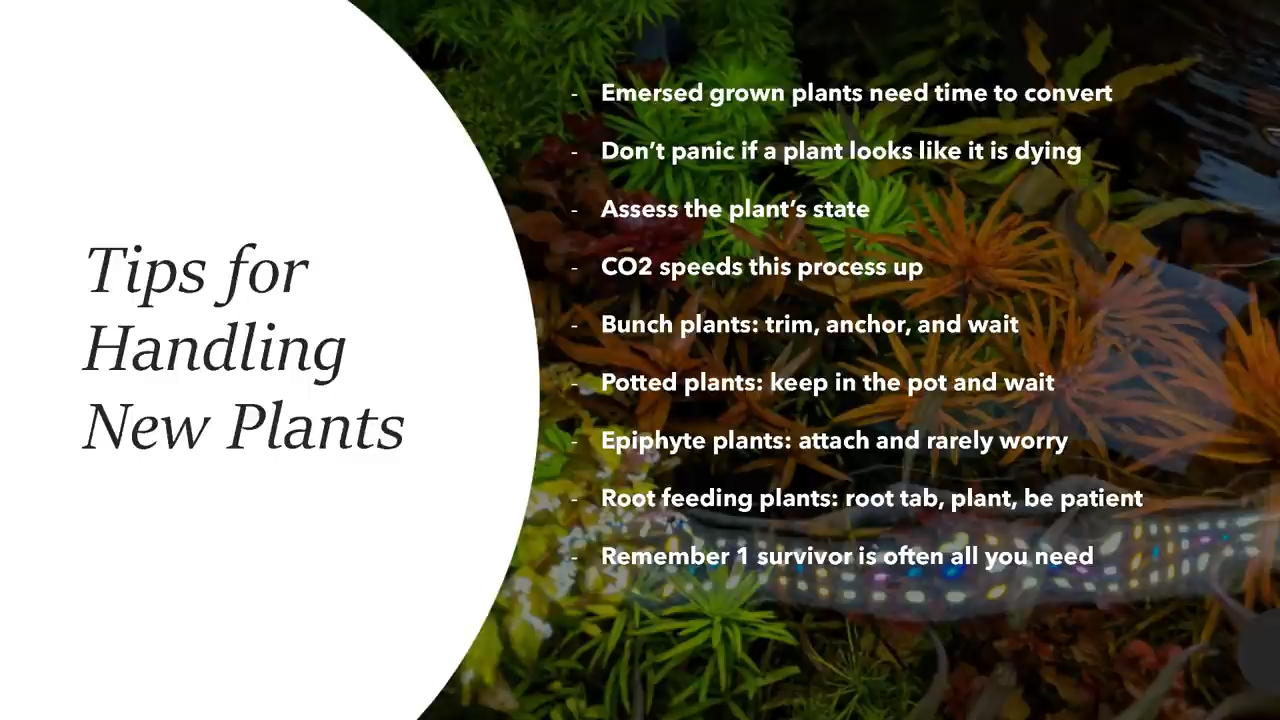 Tips for
Handling
New Plants
- Emersed grown plants need time to convert
- Don’t panic if a plant looks like it is dying
- Assess the plant’s state
- CO2 speeds this process up
- Bunch plants: trim, anchor, and wait
- Potted plants: keep in the pot and wait
- Epiphyte plants: attach and rarely worry
- Root feeding plants: root tab, plant, be patient
- Remember 1 survivor is often all you need